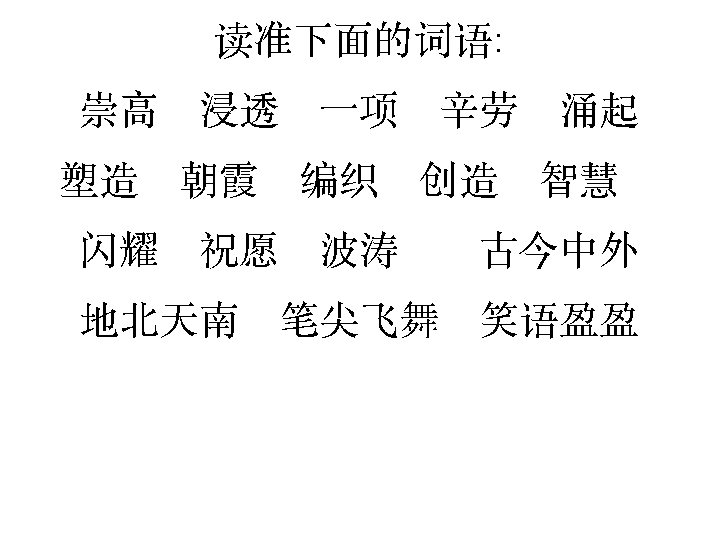 读准下面的词语:
崇高 浸透 一项 辛劳 涌起
塑造 朝霞 编织 创造 智慧
闪耀 祝愿 波涛 古今中外
地北天南 笔尖飞舞 笑语盈盈